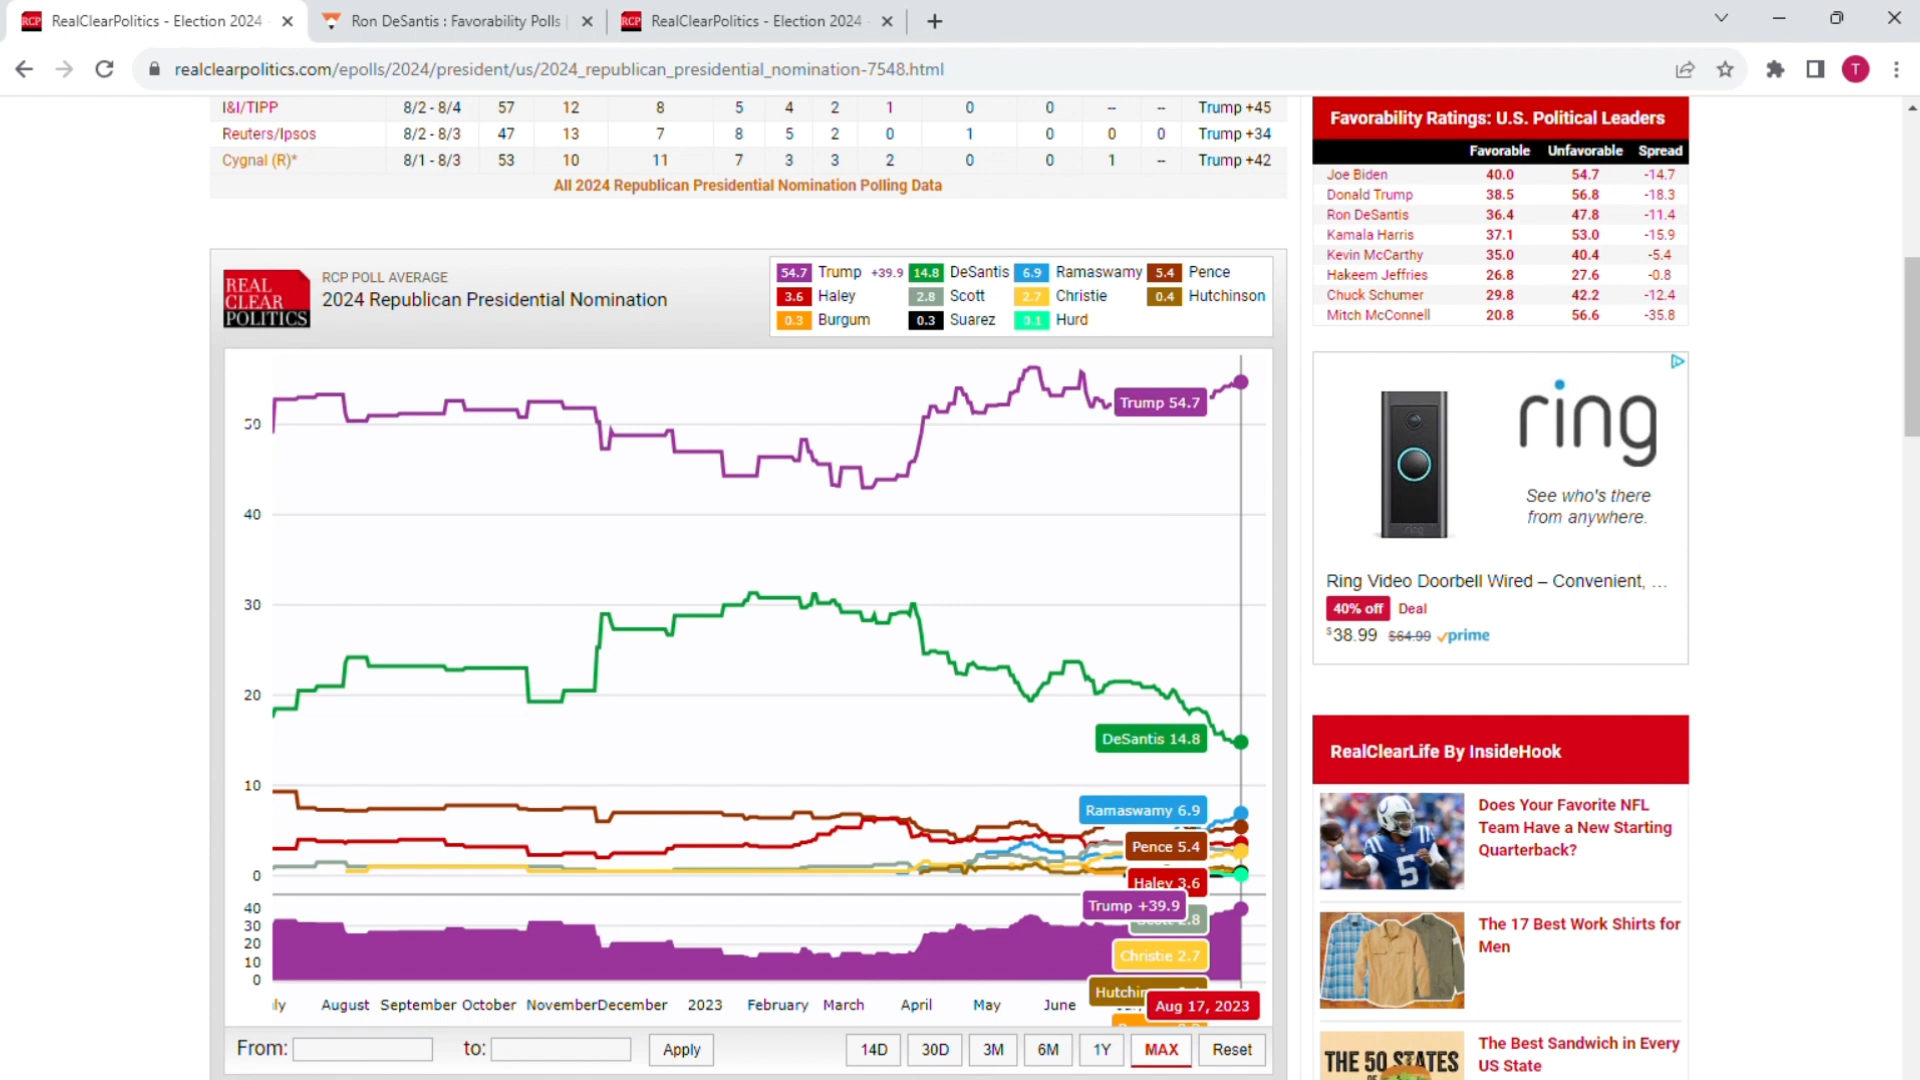 RealClearPolitics - Election 2024
Ron DeSantis : Favorability Polls
RealClearPolitics - Election 2024
realclearpolitics.com/epolls/2024/president/us/2024_republican_presidential_nomination-7548.html
T
I&I/TIPP 8/2 - 8/4 57 12 8 5 4 2 1 0 0 -- -- Trump +45
Reuters/Ipsos 8/2 - 8/3 47 13 7 8 5 2 0 1 0 0 0 Trump +34
Cygnal (R)* 8/1 - 8/3 53 10 11 7 3 3 2 0 0 1 -- Trump +42
All 2024 Republican Presidential Nomination Polling Data
REAL
CLEAR
POLITICS
RCP POLL AVERAGE
2024 Republican Presidential Nomination
54.7 Trump +39.9 14.8 DeSantis 6.9 Ramaswamy 5.4 Pence
3.6 Haley 2.8 Scott 2.7 Christie 0.4 Hutchinson
0.3 Burgum 0.3 Suarez 0.1 Hurd
50
40
30
20
10
0
Trump 54.7
DeSantis 14.8
Ramaswamy 6.9
Pence 5.4
Haley 3.6
Trump +39.9
Christie 2.7
40
30
20
10
0
August September October November December 2023 February March April May June
Aug 17, 2023
From: to: Apply 14D 30D 3M 6M 1Y MAX Reset
Favorability Ratings: U.S. Political Leaders
Favorable Unfavorable Spread
Joe Biden 40.0 54.7 -14.7
Donald Trump 38.5 56.8 -18.3
Ron DeSantis 36.4 47.8 -11.4
Kamala Harris 37.1 53.0 -15.9
Kevin McCarthy 35.0 40.4 -5.4
Hakeem Jeffries 26.8 27.6 -0.8
Chuck Schumer 29.8 42.2 -12.4
Mitch McConnell 20.8 56.6 -35.8
ring
See who's there
from anywhere.
Ring Video Doorbell Wired – Convenient, ...
40% off Deal
$38.99 $64.99 prime
RealClearLife By InsideHook
Does Your Favorite NFL
Team Have a New Starting
Quarterback?
5
The 17 Best Work Shirts for
Men
THE 50 STATES
The Best Sandwich in Every
US State